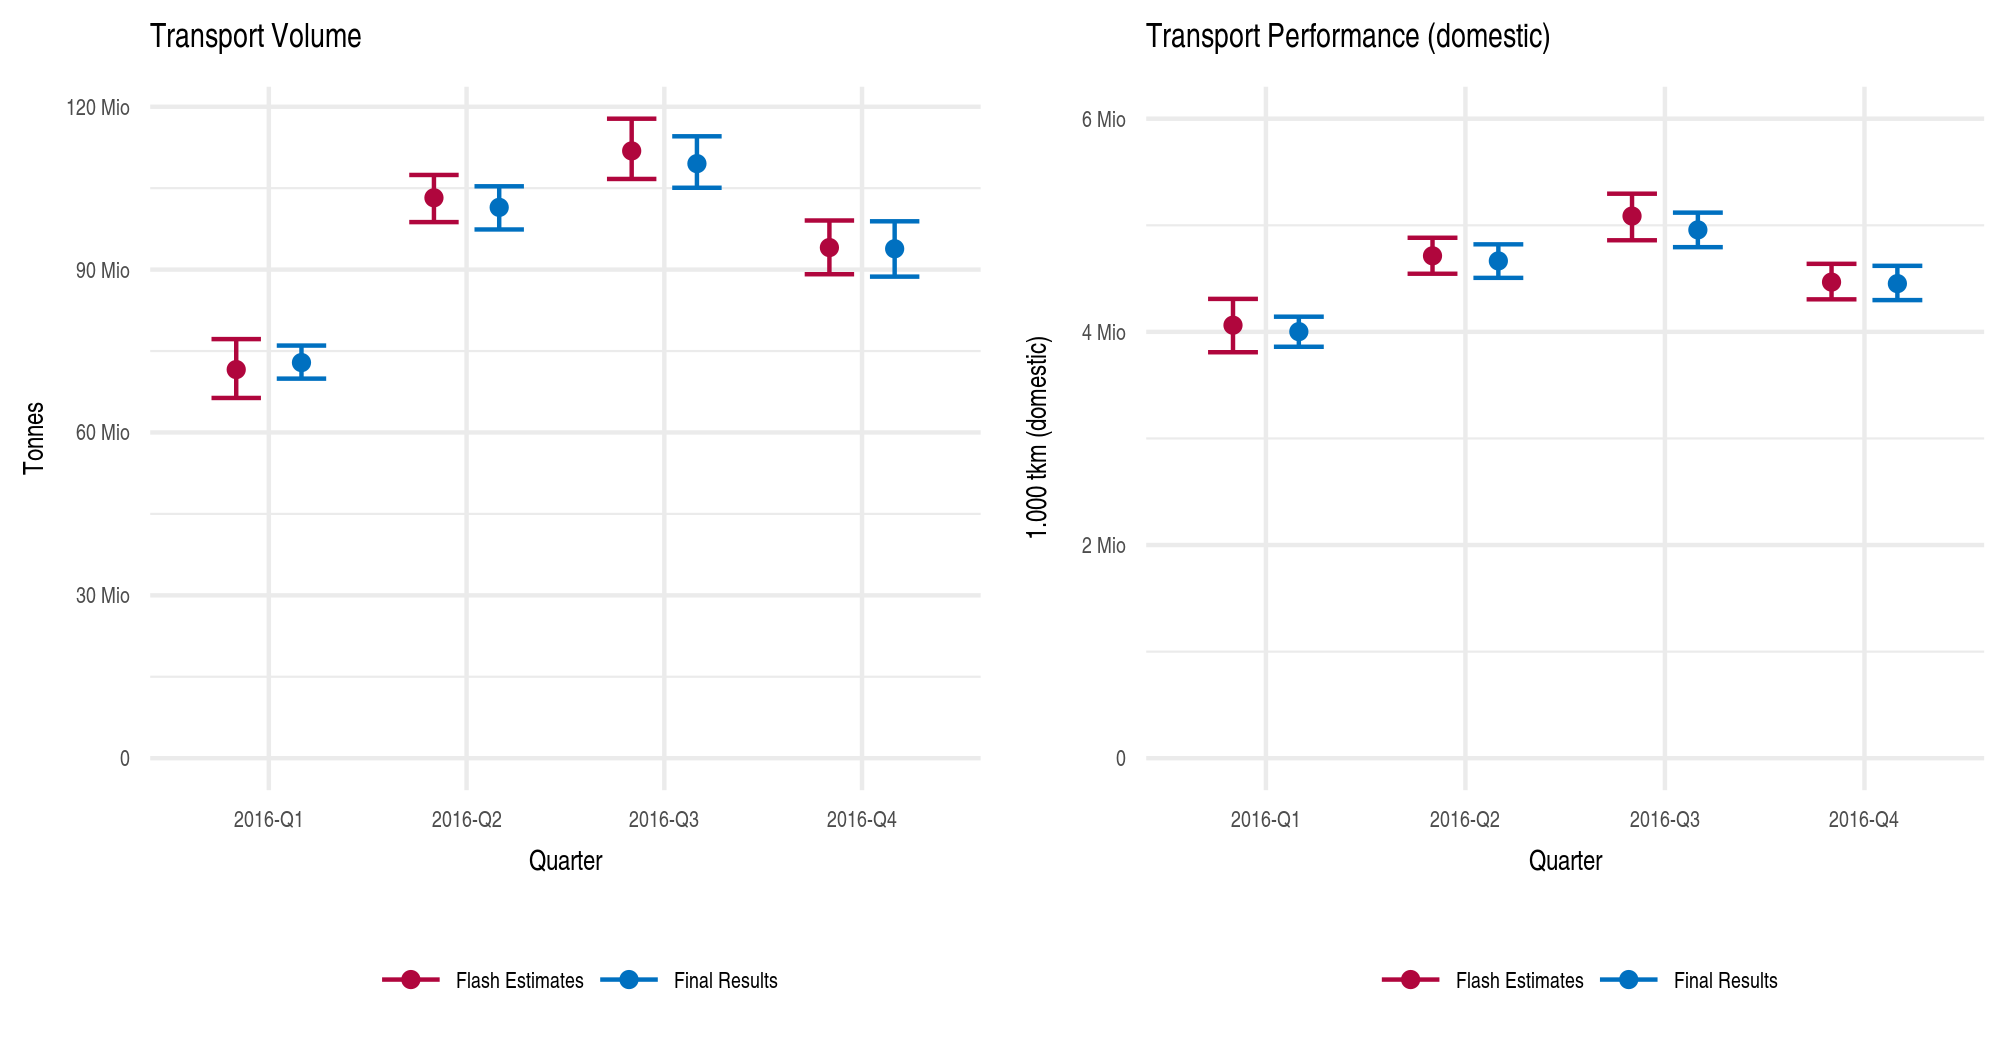 Transport Volume
120 Mio
90 Mio
60 Mio
30 Mio
0
Tonnes
2016-Q1
2016-Q2
2016-Q3
2016-Q4
Quarter
Flash Estimates
Final Results
Transport Performance (domestic)
6 Mio
4 Mio
2 Mio
0
1.000 tkm (domestic)
2016-Q1
2016-Q2
2016-Q3
2016-Q4
Quarter
Flash Estimates
Final Results